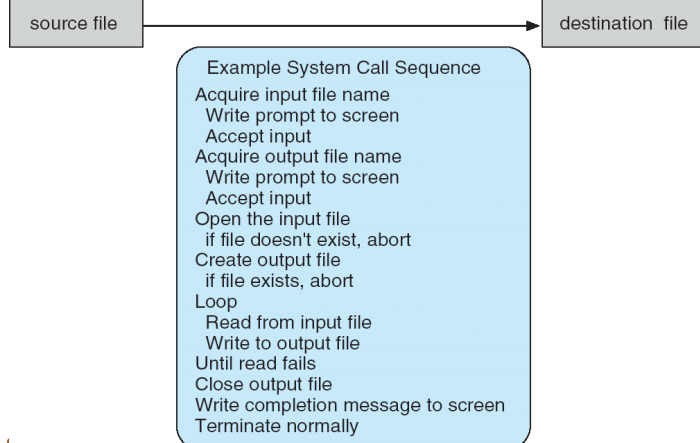 source file
destination file
Example System Call Sequence
Acquire input file name
Write prompt to screen
Accept input
Acquire output file name
Write prompt to screen
Accept input
Open the input file
if file doesn't exist, abort
Create output file
if file exists, abort
Loop
Read from input file
Write to output file
Until read fails
Close output file
Write completion message to screen
Terminate normally